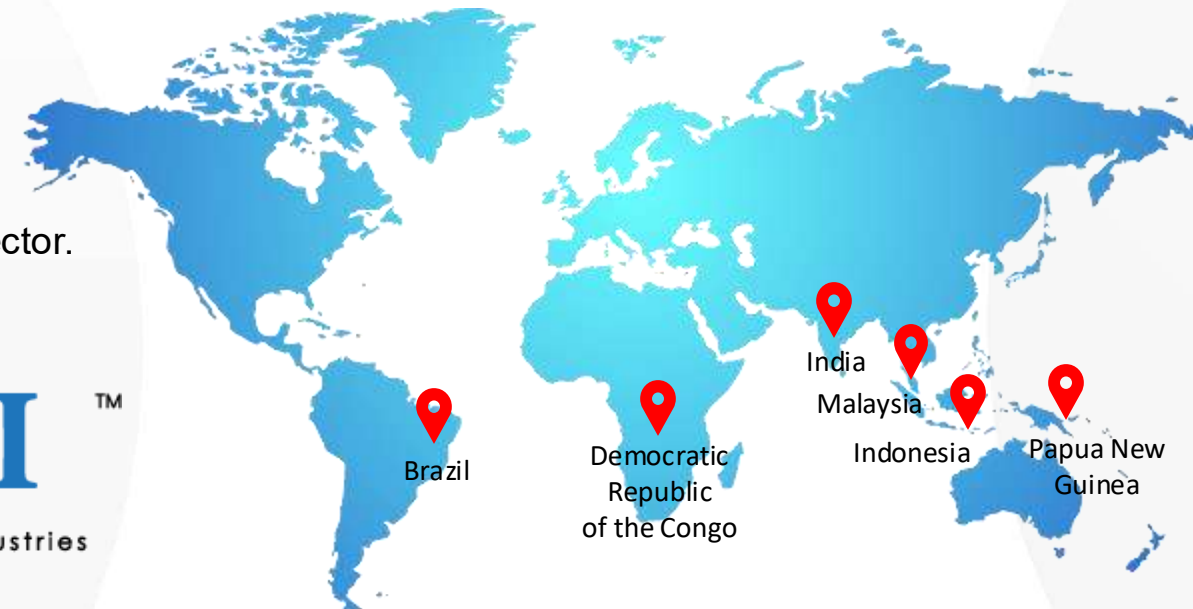 ctor.
I
TM
ustries
India
Malaysia
Indonesia
Papua New
Guinea
Brazil
Democratic
Republic
of the Congo